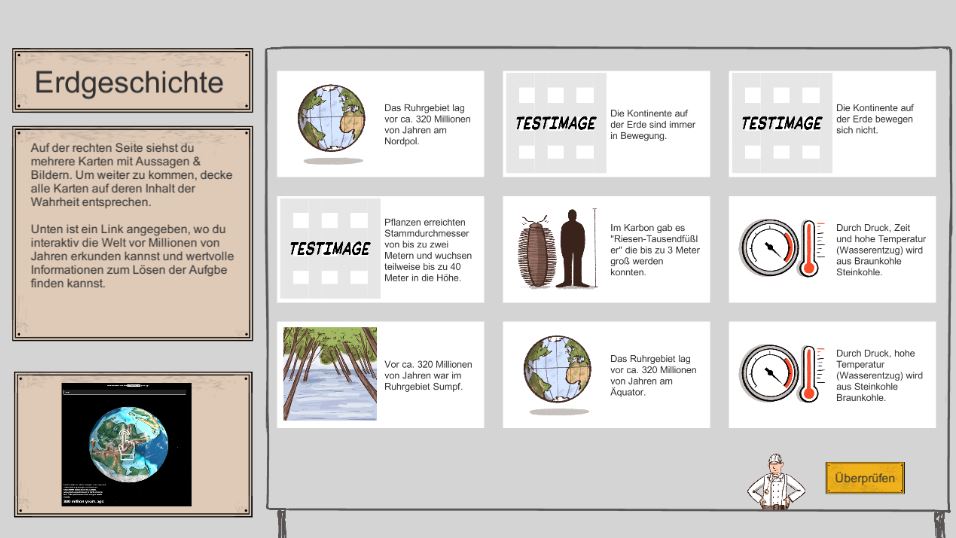 Erdgeschichte
Auf der rechten Seite siehst du
mehrere Karten mit Aussagen &
Bildern. Um weiter zu kommen, decke
alle Karten auf deren Inhalt der
Wahrheit entsprechen.
Unten ist ein Link angegeben, wo du
interaktiv die Welt vor Millionen von
Jahren erkunden kannst und wertvolle
Informationen zum Lösen der Aufgbe
finden kannst.
Das Ruhrgebiet lag
vor ca. 320 Millionen
von Jahren am
Nordpol.
TESTIMAGE
Die Kontinente auf
der Erde sind immer
in Bewegung.
TESTIMAGE
Die Kontinente auf
der Erde bewegen
sich nicht.
TESTIMAGE
Pflanzen erreichten
Stammdurchmesser
von bis zu zwei
Metern und wuchsen
teilweise bis zu 40
Meter in die Höhe.
Im Karbon gab es
"Riesen-Tausendfüßl
er" die bis zu 3 Meter
groß werden
konnten.
Durch Druck, Zeit
und hohe Temperatur
(Wasserentzug) wird
aus Braunkohle
Steinkohle.
Vor ca. 320 Millionen
von Jahren war im
Ruhrgebiet Sumpf.
Das Ruhrgebiet lag
vor ca. 320 Millionen
von Jahren am
Äquator.
Durch Druck, hohe
Temperatur
(Wasserentzug) wird
aus Steinkohle
Braunkohle.
Überprüfen